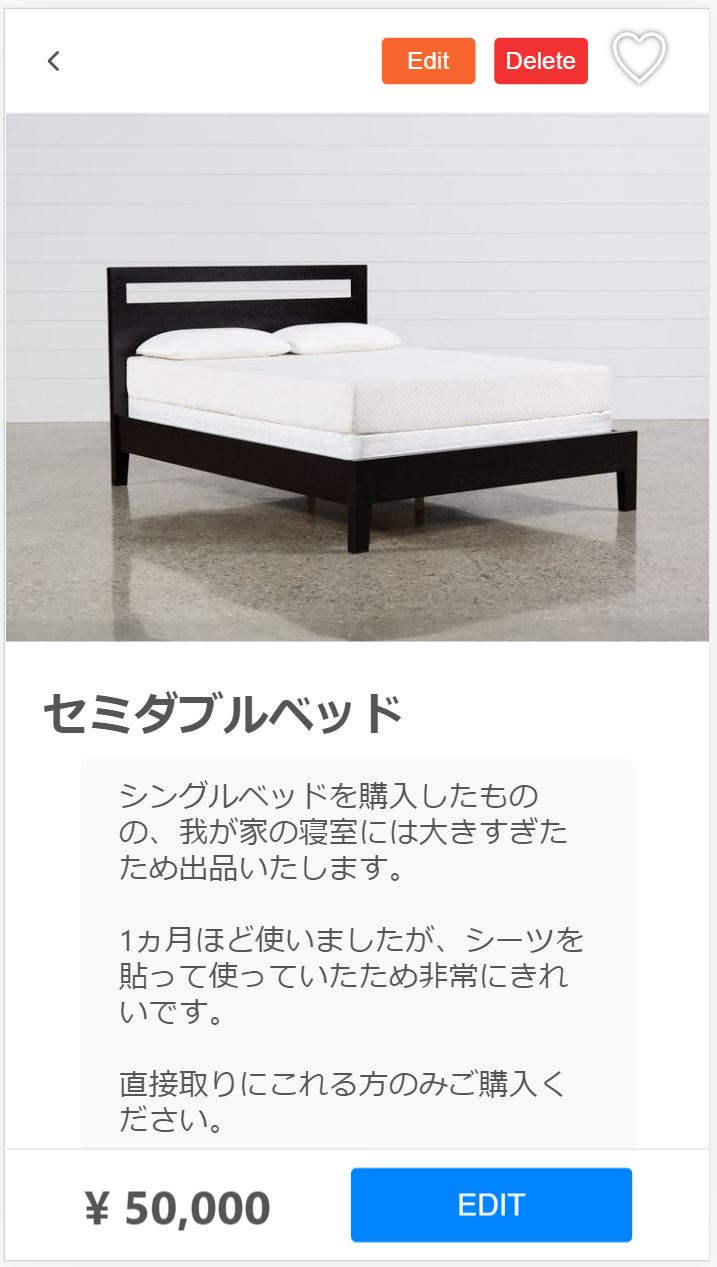 Edit
Delete
セミダブルベッド
シングルベッドを購入したもの
の、我が家の寝室には大きすぎた
ため出品いたします。
1ヵ月ほど使いましたが、シーツを
貼って使っていたため非常にきれ
いです。
直接取りにこれる方のみご購入く
ださい。
¥ 50,000
EDIT